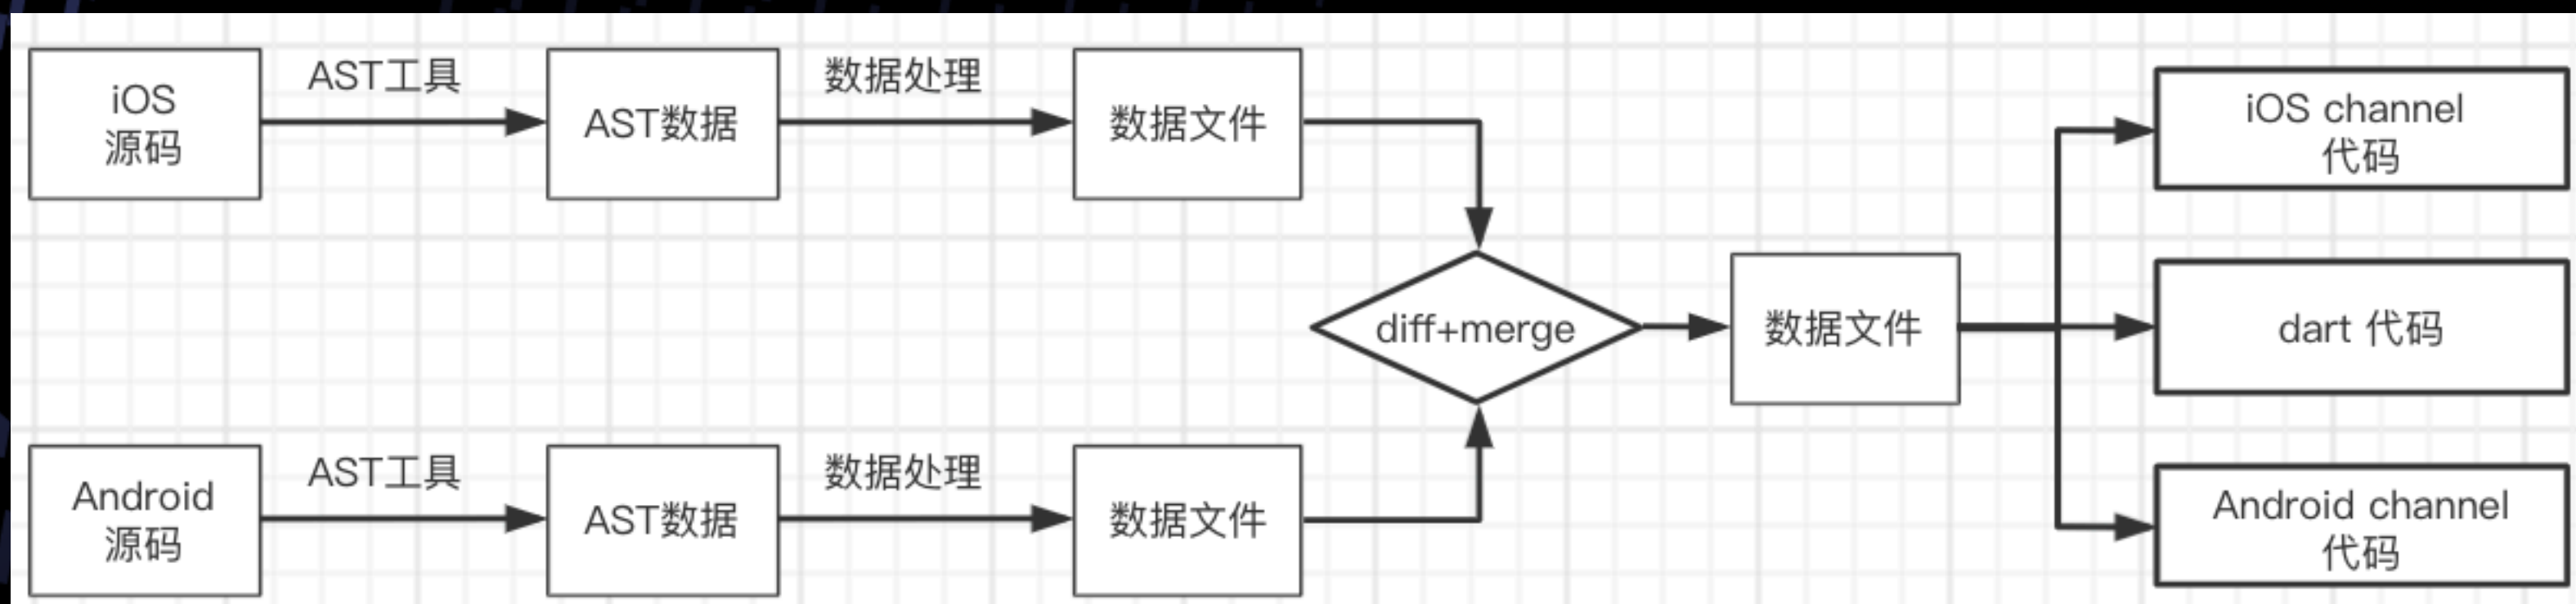 iOS
源码
AST工具
AST数据
数据处理
数据文件
diff+merge
数据文件
iOS channel
代码
dart 代码
Android channel
代码
Android
源码
AST工具
AST数据
数据处理
数据文件